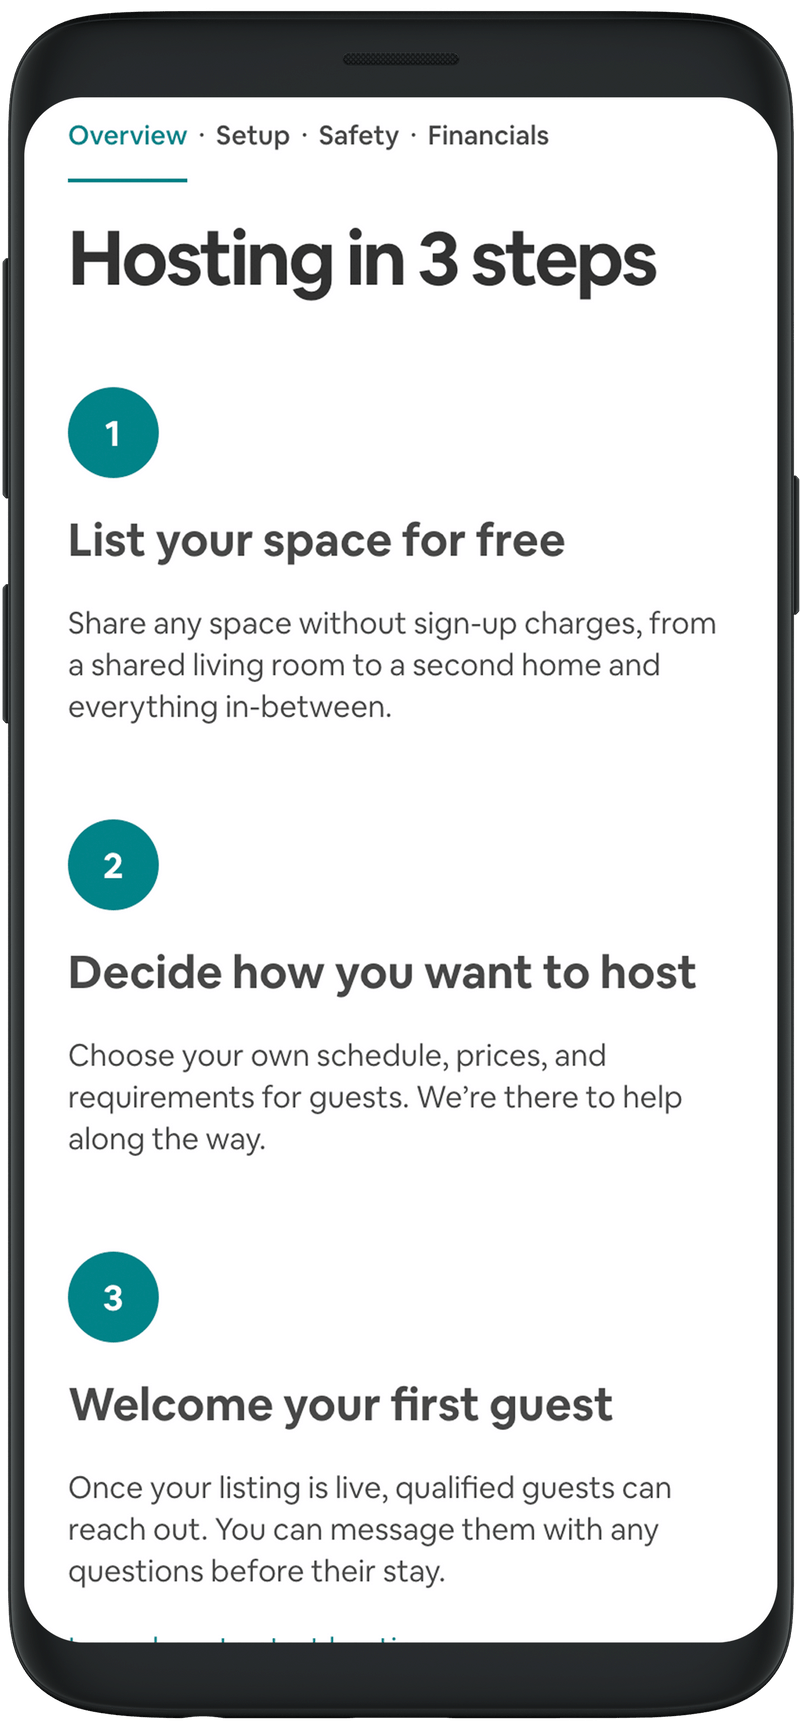 Overview · Setup · Safety · Financials
Hosting in 3 steps
1
List your space for free
Share any space without sign-up charges, from
a shared living room to a second home and
everything in-between.
2
Decide how you want to host
Choose your own schedule, prices, and
requirements for guests. We’re there to help
along the way.
3
Welcome your first guest
Once your listing is live, qualified guests can
reach out. You can message them with any
questions before their stay.